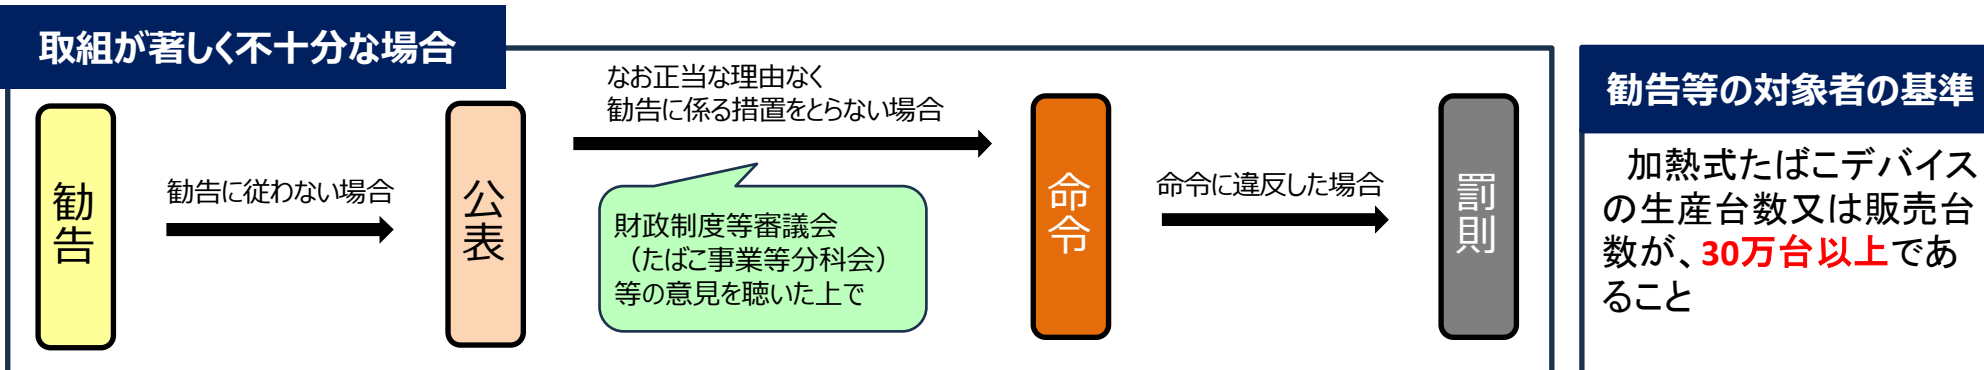 取組が著しく不十分な場合
勧告
勧告に従わない場合
公表
なお正当な理由なく
勧告に係る措置をとらない場合
財政制度等審議会
（たばこ事業等分科会）
等の意見を聴いた上で
命令
命令に違反した場合
罰則
勧告等の対象者の基準
加熱式たばこデバイス
の生産台数又は販売台
数が、30万台以上であ
ること